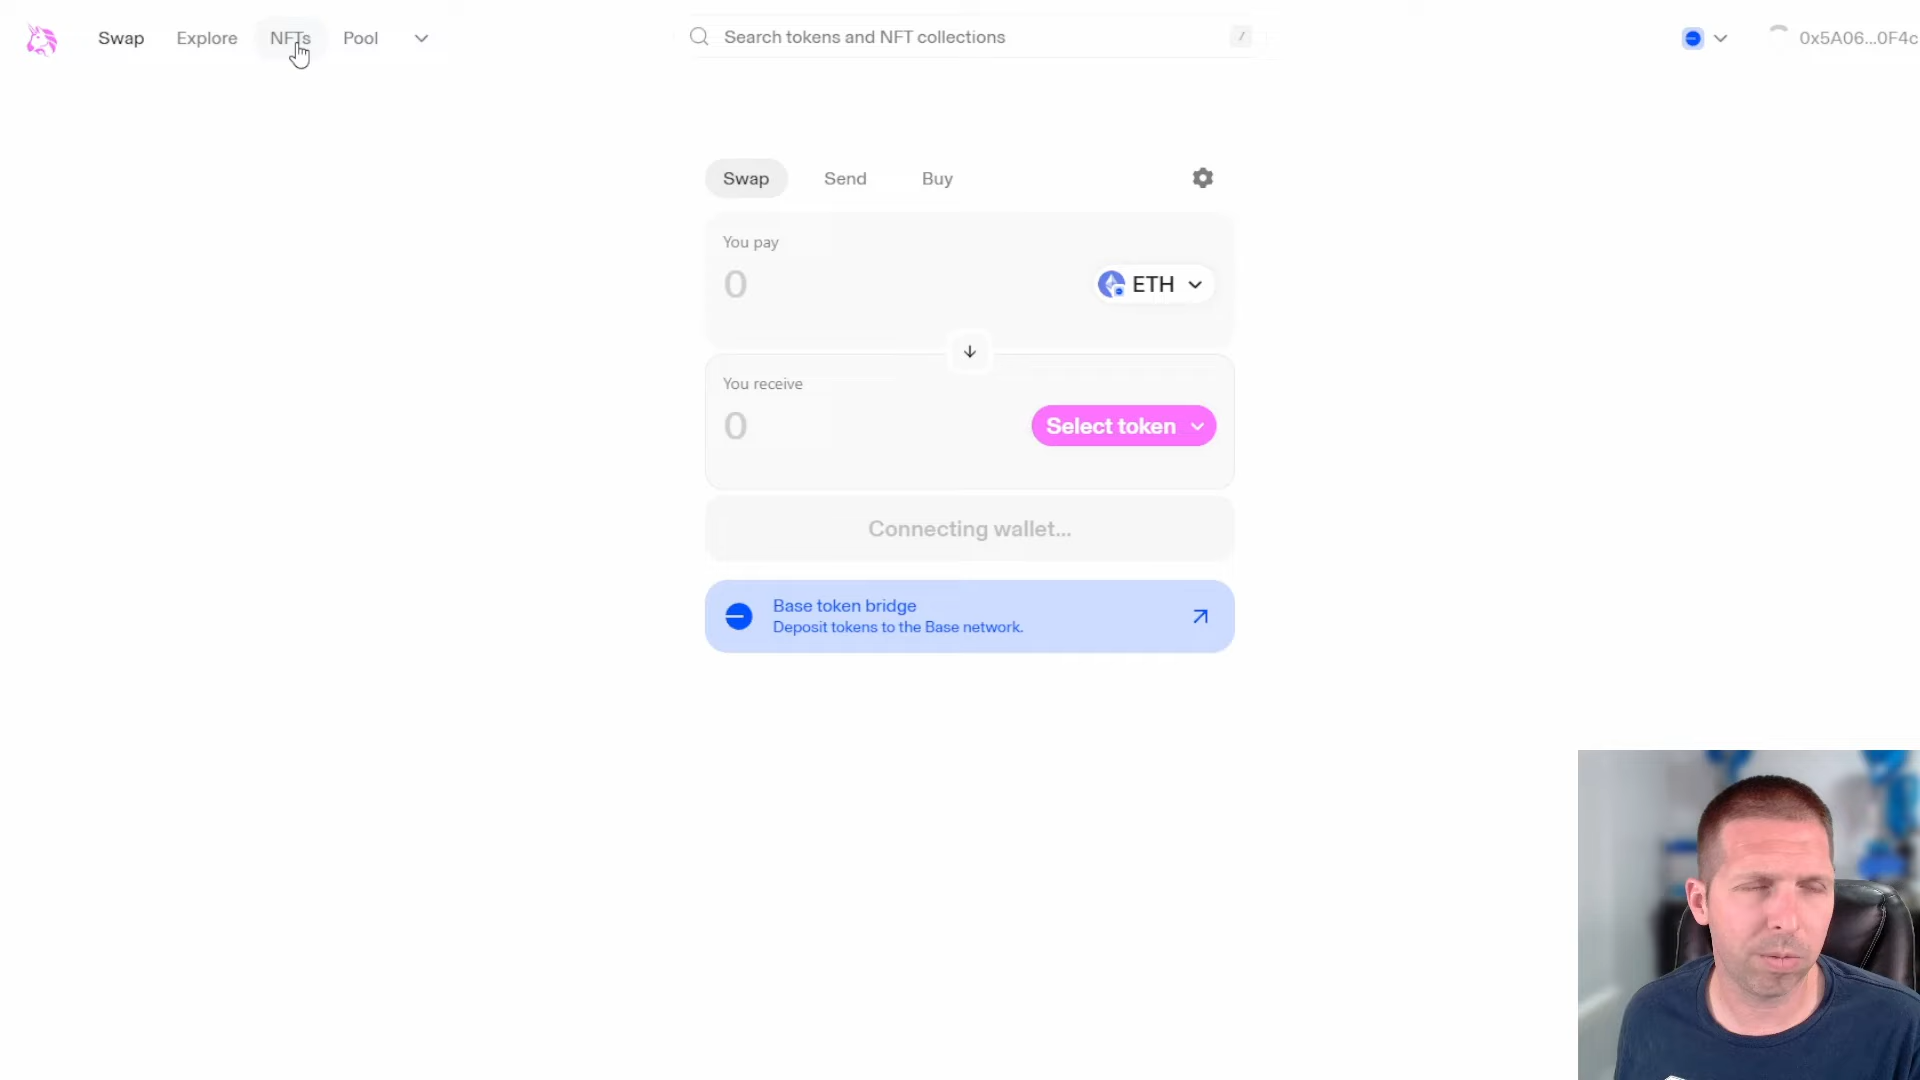 Swap Explore NFTs Pool
Search tokens and NFT collections /
0x5A06...0F4c
Swap Send Buy
You pay
0 ETH
You receive
0 Select token
Connecting wallet...
Base token bridge
Deposit tokens to the Base network.